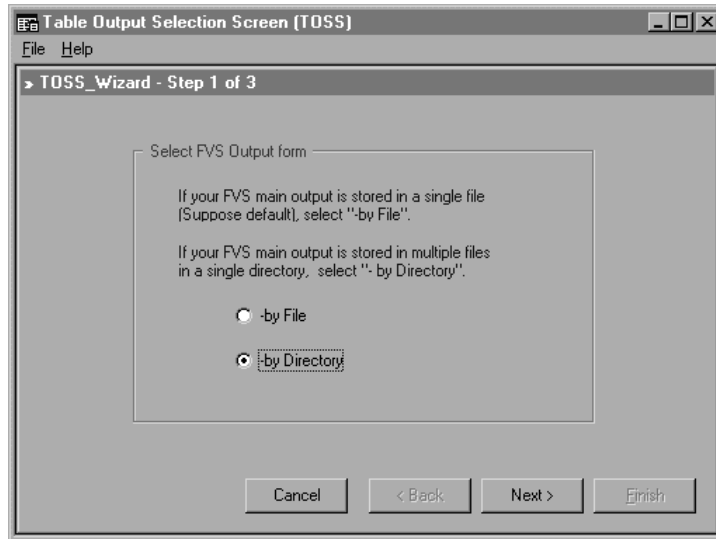 Table Output Selection Screen (TOSS)
File Help
» TOSS_Wizard - Step 1 of 3
Select FVS Output form
If your FVS main output is stored in a single file
(Suppose default), select "-by File".
If your FVS main output is stored in multiple files
in a single directory, select "- by Directory".
-by File
-by Directory
Cancel < Back Next > Finish